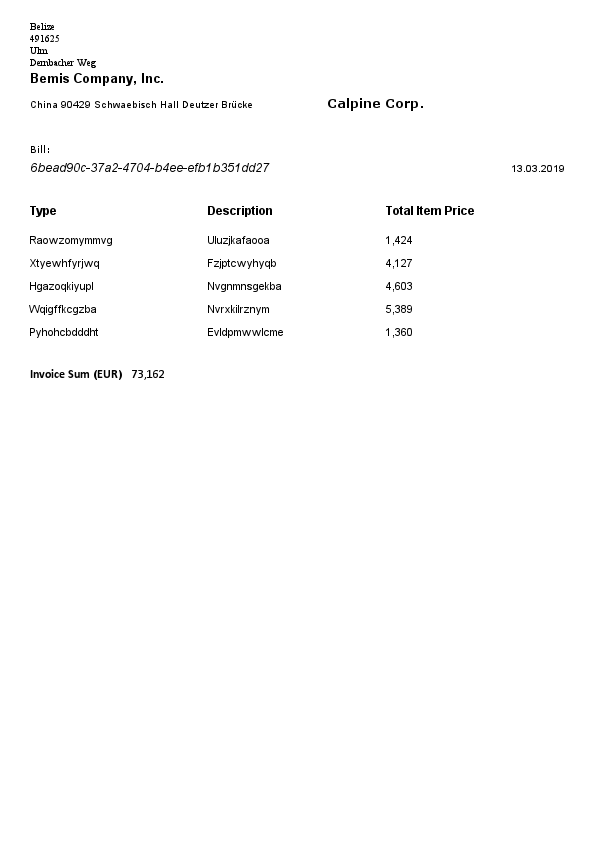 Belize
491625
Ulm
Dembacher Weg
Bemis Company, Inc.
China 90429 Schwaebisch Hall Deutzer Brücke
Calpine Corp.
Bill:
6bead90c-37a2-4704-b4ee-efb1b351dd27 13.03.2019
Type Description Total Item Price
Raowzomymmvg Uluzjkafaooa 1,424
Xtyewhfyrjwq Fzjptcwyhyqb 4,127
Hgazoqkiyupl Nvgnmnsgekba 4,603
Wqigffkcgzba Nvrxkilrznym 5,389
Pyhohcbdddht Evldpmwwlcme 1,360
Invoice Sum (EUR) 73,162